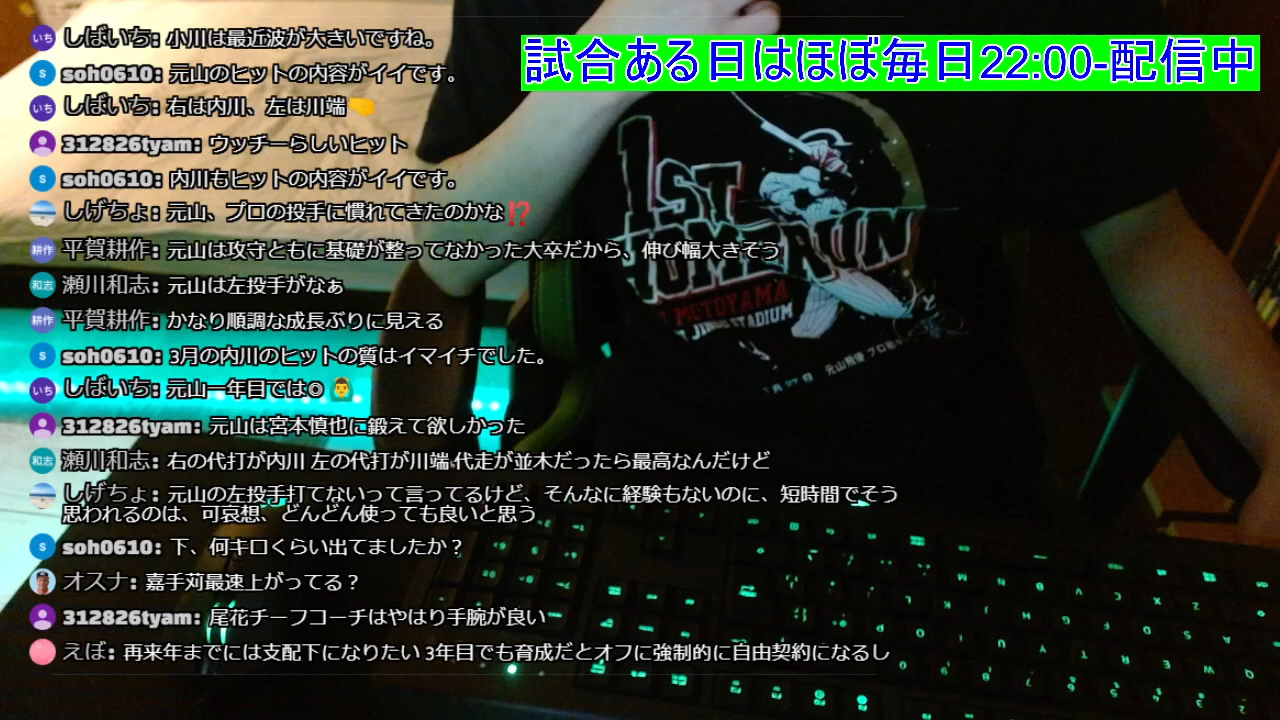 しばいち: 小川は最近波が大きいですね。
試合ある日はほぼ毎日22:00-配信中
S
soh0610: 元山のヒットの内容がイイです。
いち
しばいち: 右は内川、左は川端🤜
312826tyam: ウッチーらしいヒット
S
soh0610: 内川もヒットの内容がイイです。
しげちょ: 元山、プロの投手に慣れてきたのかな⁉️
耕作
平賀耕作: 元山は攻守ともに基礎が整ってなかった大卒だから、伸び幅大きそう
和志
瀬川和志: 元山は左投手がなぁ
耕作
平賀耕作: かなり順調な成長ぶりに見える
S
soh0610: 3月の内川のヒットの質はイマイチでした。
いち
しばいち: 元山一年目では◎ 🙆‍♂️
312826tyam: 元山は宮本慎也に鍛えて欲しかった
和志
瀬川和志: 右の代打が内川 左の代打が川端 代走が並木だったら最高なんだけど
しげちょ: 元山の左投手打てないって言ってるけど、そんなに経験もないのに、短時間でそう
思われるのは、可哀想、どんどん使っても良いと思う
S
soh0610: 下、何キロくらい出てましたか？
オスナ: 嘉手苅最速上がってる？
312826tyam: 尾花チーフコーチはやはり手腕が良い
えぼ: 再来年までには支配下になりたい 3年目でも育成だとオフに強制的に自由契約になるし
1ST
HOMERUN
MOTOYAMA
STADIUM